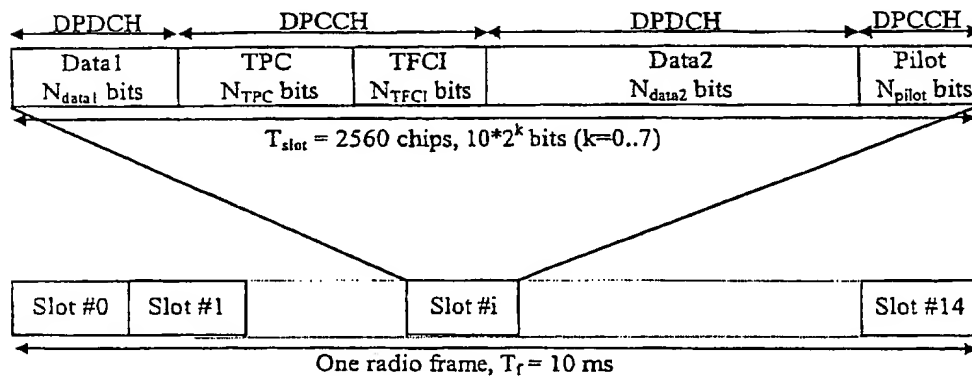 DPDCH DPCCH DPDCH DPCCH
Data1 TPC TFCI Data2 Pilot
N_data1 bits N_TPC bits N_TFCI bits N_data2 bits N_pilot bits
T_slot = 2560 chips, 10*2^k bits (k=0..7)
Slot #0 Slot #1 Slot #i Slot #14
One radio frame, T_f = 10 ms